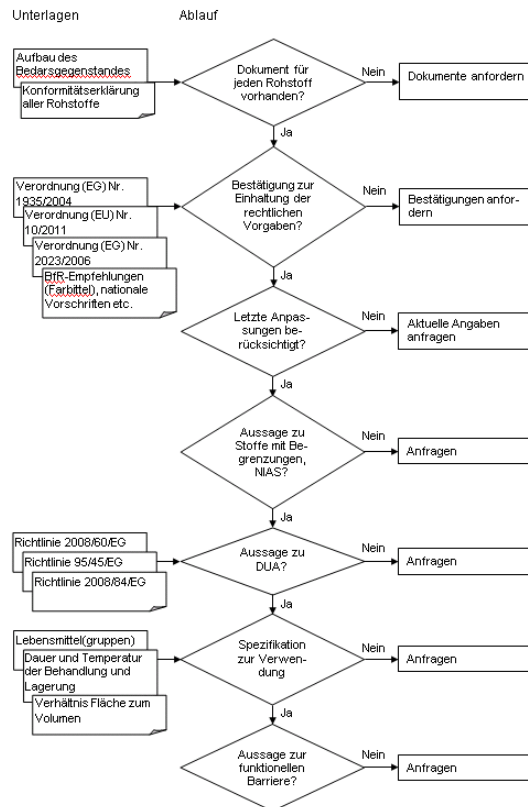 Unterlagen
Ablauf
Aufbau des
Bedarsgegenstandes
Konformitätserklärung
aller Rohstoffe
Dokument für
jeden Rohstoff
vorhanden?
Nein
Dokumente anfordern
Ja
Verordnung (EG) Nr.
1935/2004
Verordnung (EU) Nr.
10/2011
Verordnung (EG) Nr.
2023/2006
BfR-Empfehlungen
(Farbittel), nationale
Vorschriften etc.
Bestätigung zur
Einhaltung der
rechtlichen
Vorgaben?
Nein
Bestätigungen anfor-
dern
Ja
Letzte Anpas-
sungen be-
rücksichtigt?
Nein
Aktuelle Angaben
anfragen
Ja
Aussage zu
Stoffe mit Be-
grenzungen,
NIAS?
Nein
Anfragen
Ja
Richtlinie 2008/60/EG
Richtlinie 95/45/EG
Richtlinie 2008/84/EG
Aussage zu
DUA?
Nein
Anfragen
Ja
Lebensmittel(gruppen)
Dauer und Temperatur
der Behandlung und
Lagerung
Verhältnis Fläche zum
Volumen
Spezifikation
zur Verwen-
dung
Nein
Anfragen
Ja
Aussage zur
funktionellen
Barriere?
Nein
Anfragen